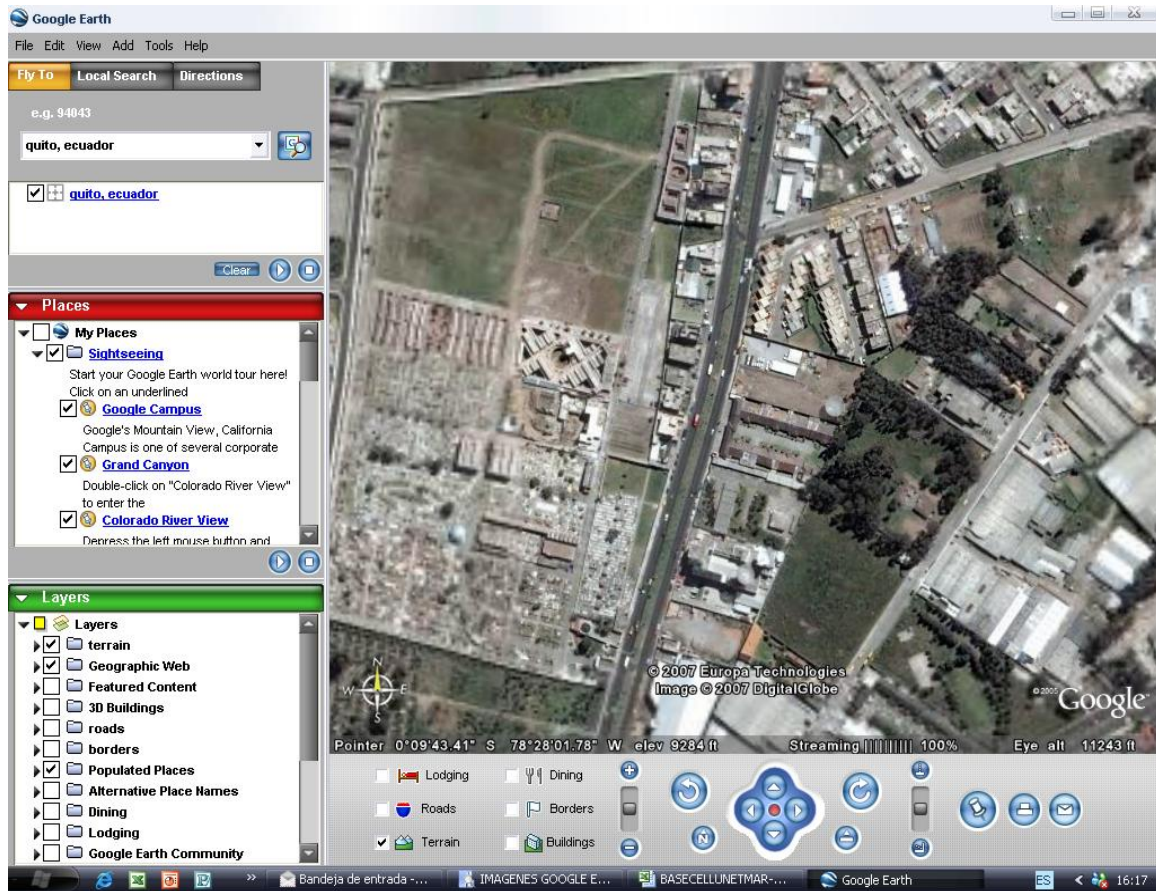 Google Earth
File Edit View Add Tools Help
Fly To Local Search Directions
e.g. 94043
quito, ecuador
quito, ecuador
Clear
Places
My Places
Sightseeing
Start your Google Earth world tour here!
Click on an underlined
Google Campus
Google's Mountain View, California
Campus is one of several corporate
Grand Canyon
Double-click on "Colorado River View"
to enter the
Colorado River View
Depress the left mouse button and
Layers
Layers
terrain
Geographic Web
Featured Content
3D Buildings
roads
borders
Populated Places
Alternative Place Names
Dining
Lodging
Google Earth Community
N
W E
S
© 2007 Europa Technologies
Image © 2007 DigitalGlobe
©2005 Google
Pointer 0°09'43.41" S 78°28'01.78" W elev 9284 ft Streaming |||||||||| 100% Eye alt 11243 ft
Lodging Dining
Roads Borders
Terrain Buildings
N
Bandeja de entrada -... IMAGENES GOOGLE E... BASECELLUNETMAR-... Google Earth ES 16:17